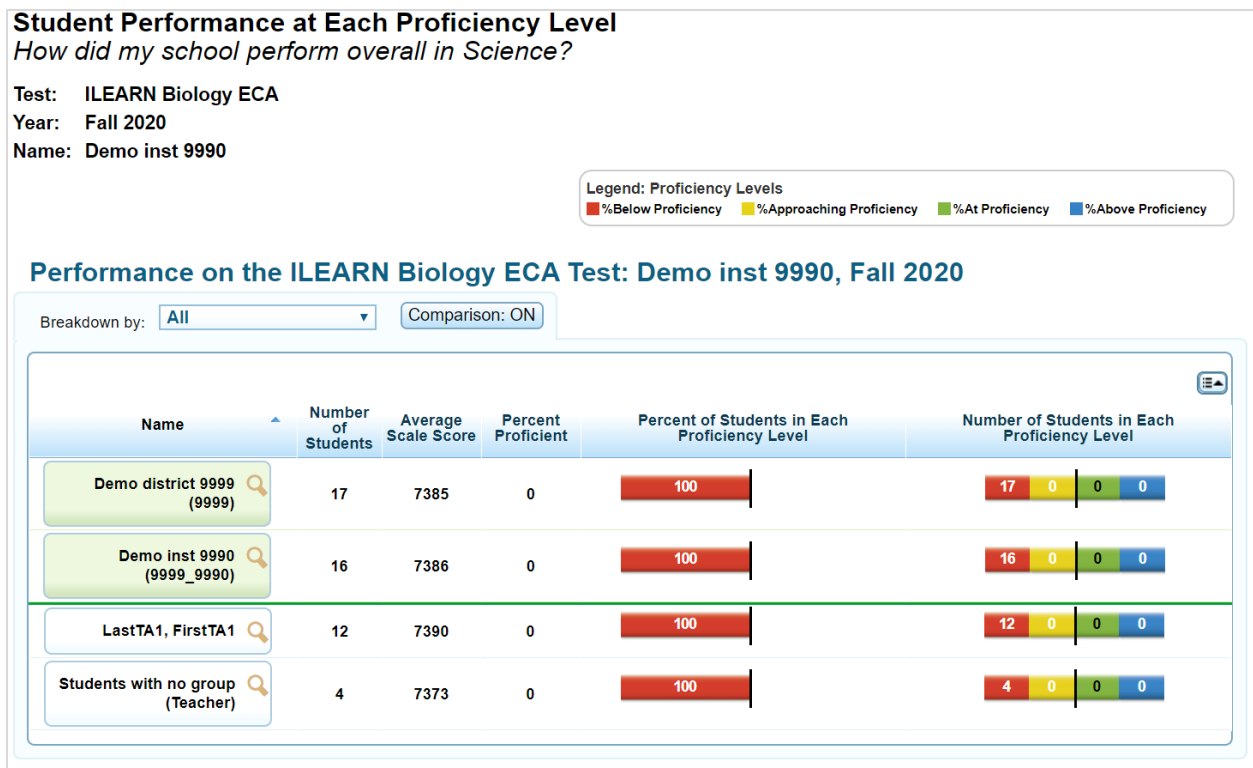 Student Performance at Each Proficiency Level
How did my school perform overall in Science?
Test: ILEARN Biology ECA
Year: Fall 2020
Name: Demo inst 9990
Legend: Proficiency Levels
%Below Proficiency %Approaching Proficiency %At Proficiency %Above Proficiency
Performance on the ILEARN Biology ECA Test: Demo inst 9990, Fall 2020
Breakdown by: All Comparison: ON
Name
Number
of
Students
Average
Scale Score
Percent
Proficient
Percent of Students in Each
Proficiency Level
Number of Students in Each
Proficiency Level
Demo district 9999
(9999)
17 7385 0 100 17 0 0 0
Demo inst 9990
(9999_9990)
16 7386 0 100 16 0 0 0
LastTA1, FirstTA1 12 7390 0 100 12 0 0 0
Students with no group
(Teacher)
4 7373 0 100 4 0 0 0